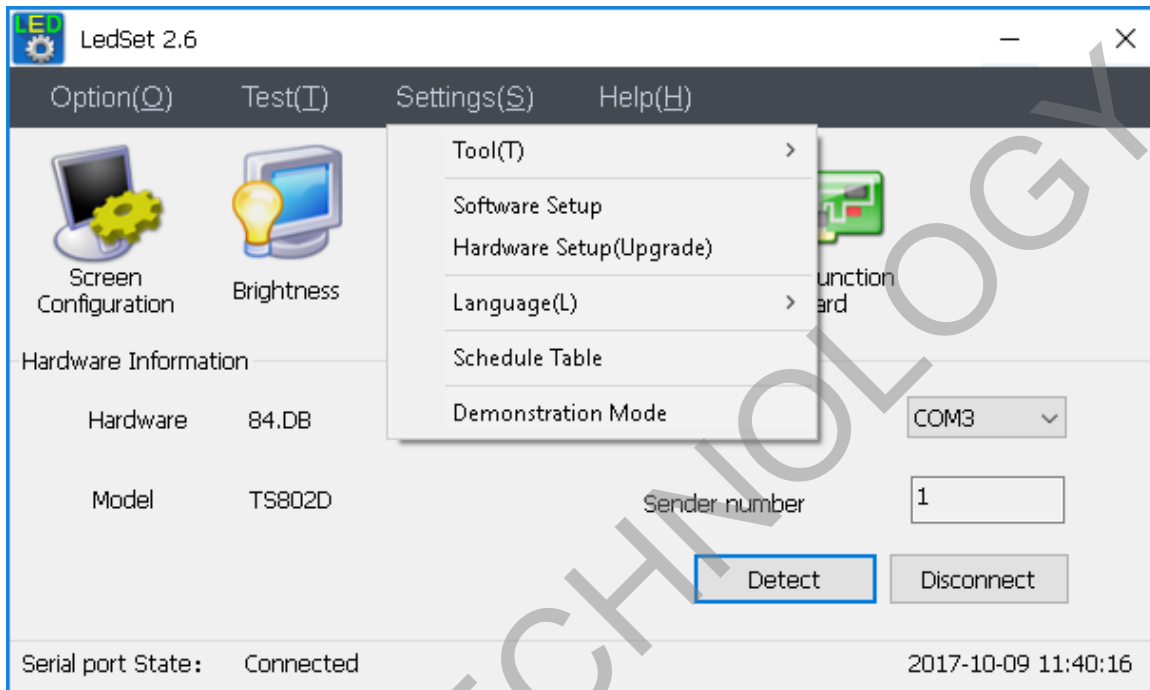 LED
LedSet 2.6
Option(O) Test(T) Settings(S) Help(H)
Tool(T)
Software Setup
Hardware Setup(Upgrade)
Language(L)
Schedule Table
Demonstration Mode
Screen
Configuration
Brightness
unction
ard
Hardware Information
Hardware 84.DB
COM3
Model TS802D
Sender number 1
Detect Disconnect
Serial port State: Connected 2017-10-09 11:40:16
ECHNOLOGY